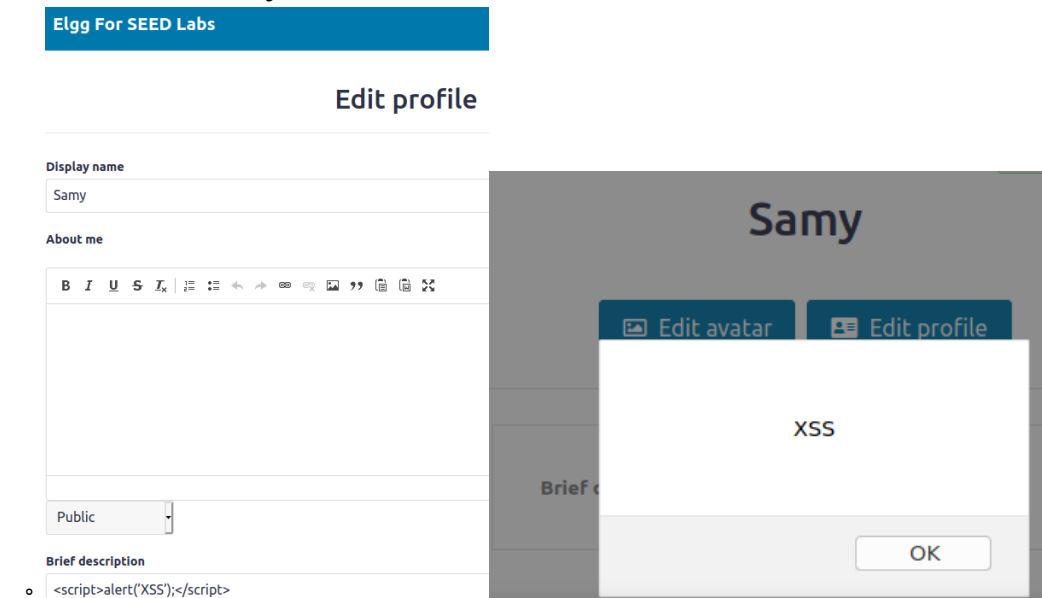 Elgg For SEED Labs
Edit profile
Display name
Samy
About me
B I U S Tx
Public
Brief description
<script>alert('XSS');</script>
Samy
Edit avatar Edit profile
XSS
Brief
OK